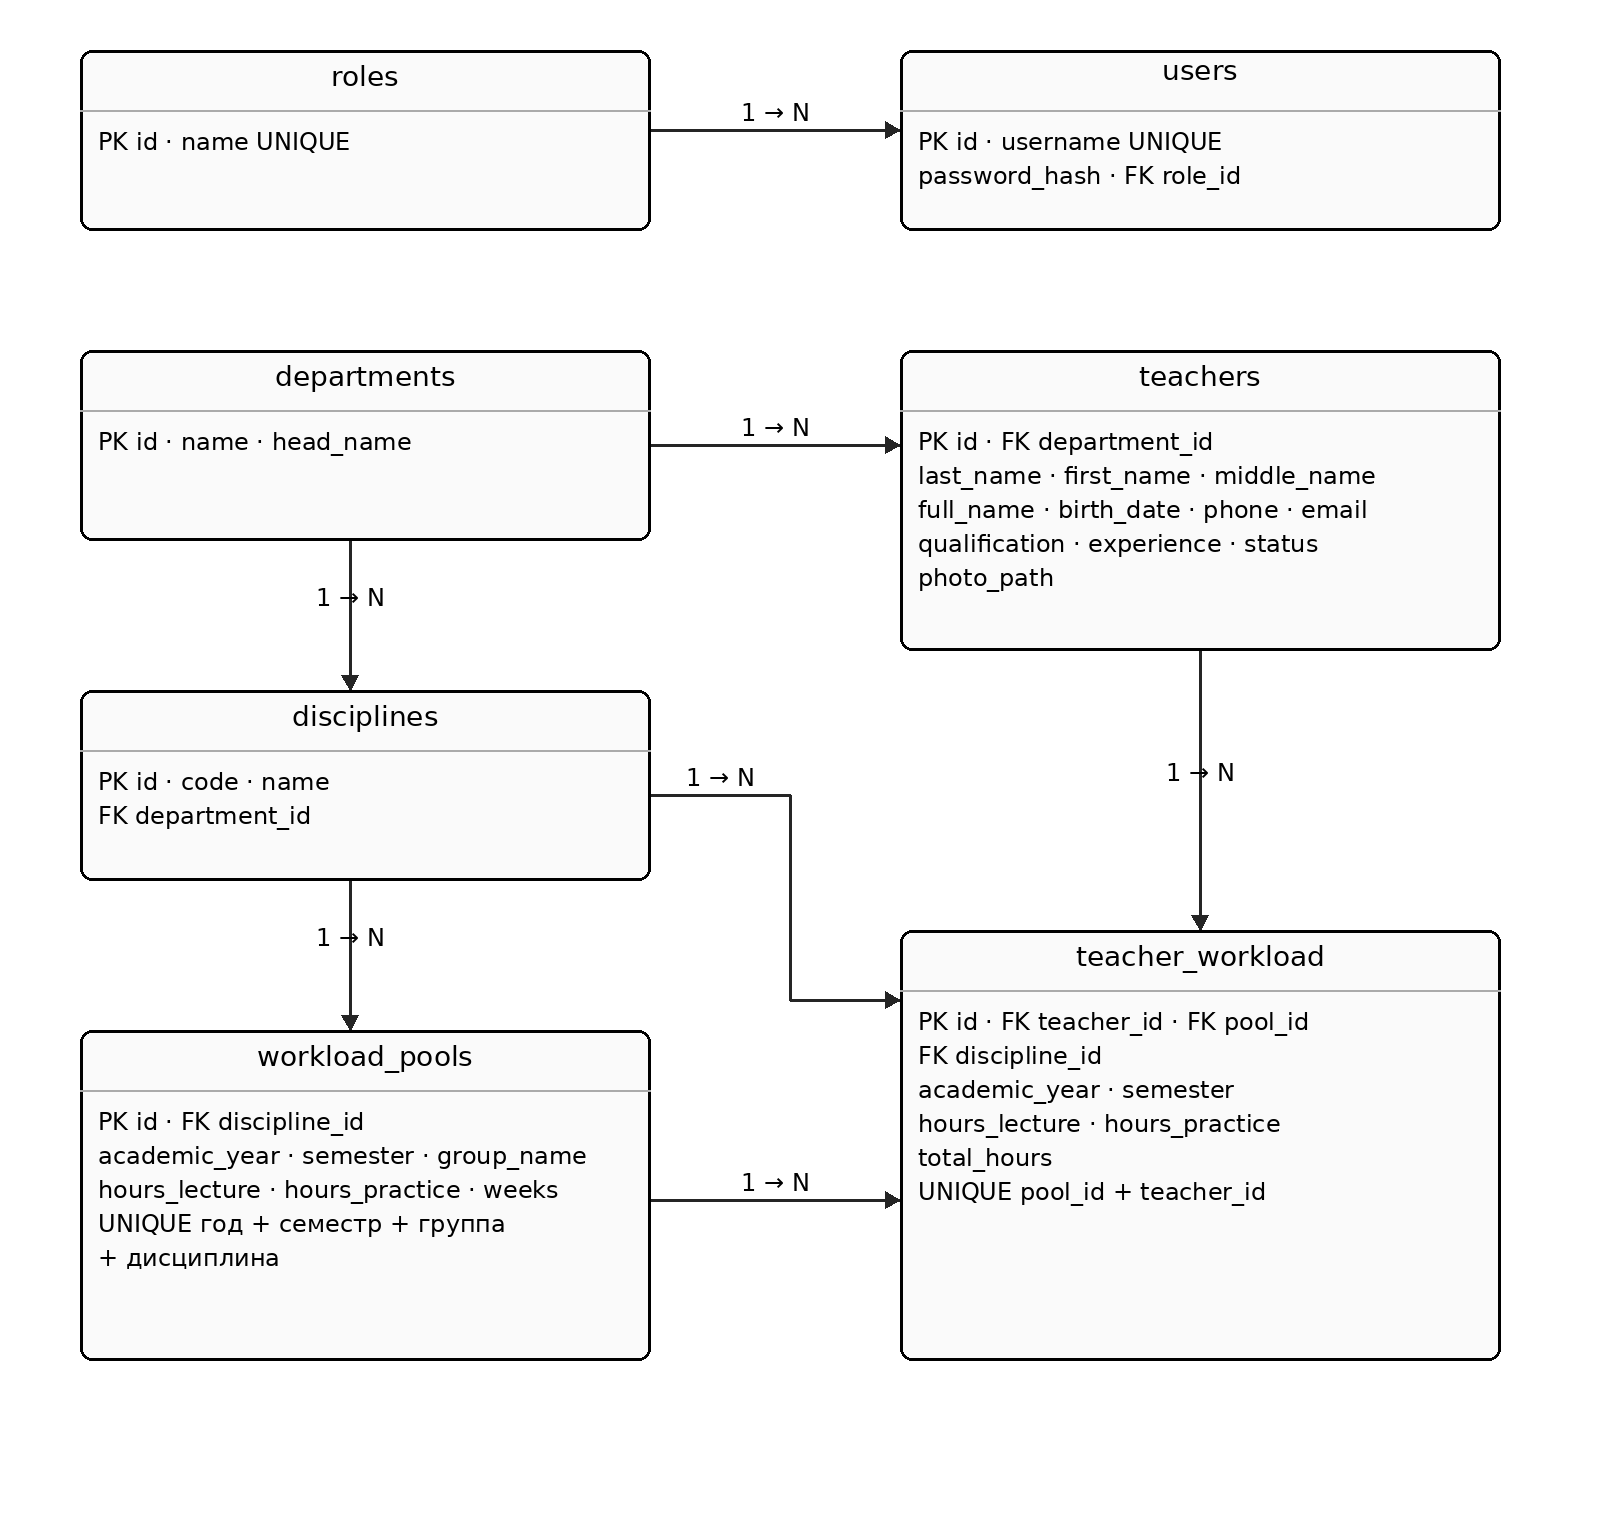 roles
PK id · name UNIQUE
1 → N
users
PK id · username UNIQUE
password_hash · FK role_id
departments
PK id · name · head_name
1 → N
teachers
PK id · FK department_id
last_name · first_name · middle_name
full_name · birth_date · phone · email
qualification · experience · status
photo_path
1 → N
disciplines
PK id · code · name
FK department_id
1 → N
1 → N
1 → N
workload_pools
PK id · FK discipline_id
academic_year · semester · group_name
hours_lecture · hours_practice · weeks
UNIQUE год + семестр + группа
+ дисциплина
1 → N
teacher_workload
PK id · FK teacher_id · FK pool_id
FK discipline_id
academic_year · semester
hours_lecture · hours_practice
total_hours
UNIQUE pool_id + teacher_id